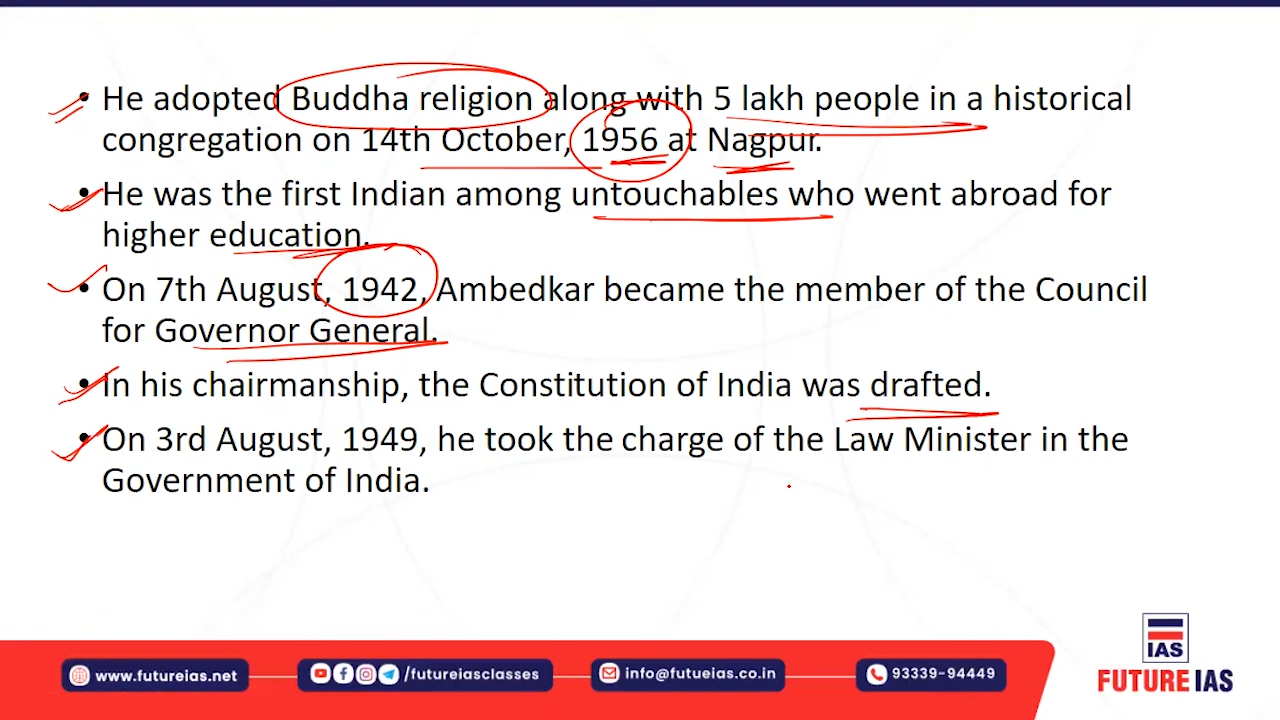 • He adopted Buddha religion along with 5 lakh people in a historical
congregation on 14th October, 1956 at Nagpur.
• He was the first Indian among untouchables who went abroad for
higher education.
• On 7th August, 1942, Ambedkar became the member of the Council
for Governor General.
• In his chairmanship, the Constitution of India was drafted.
• On 3rd August, 1949, he took the charge of the Law Minister in the
Government of India.
www.futureias.net
/futureiasclasses
info@futueias.co.in
93339-94449
IAS
FUTURE IAS